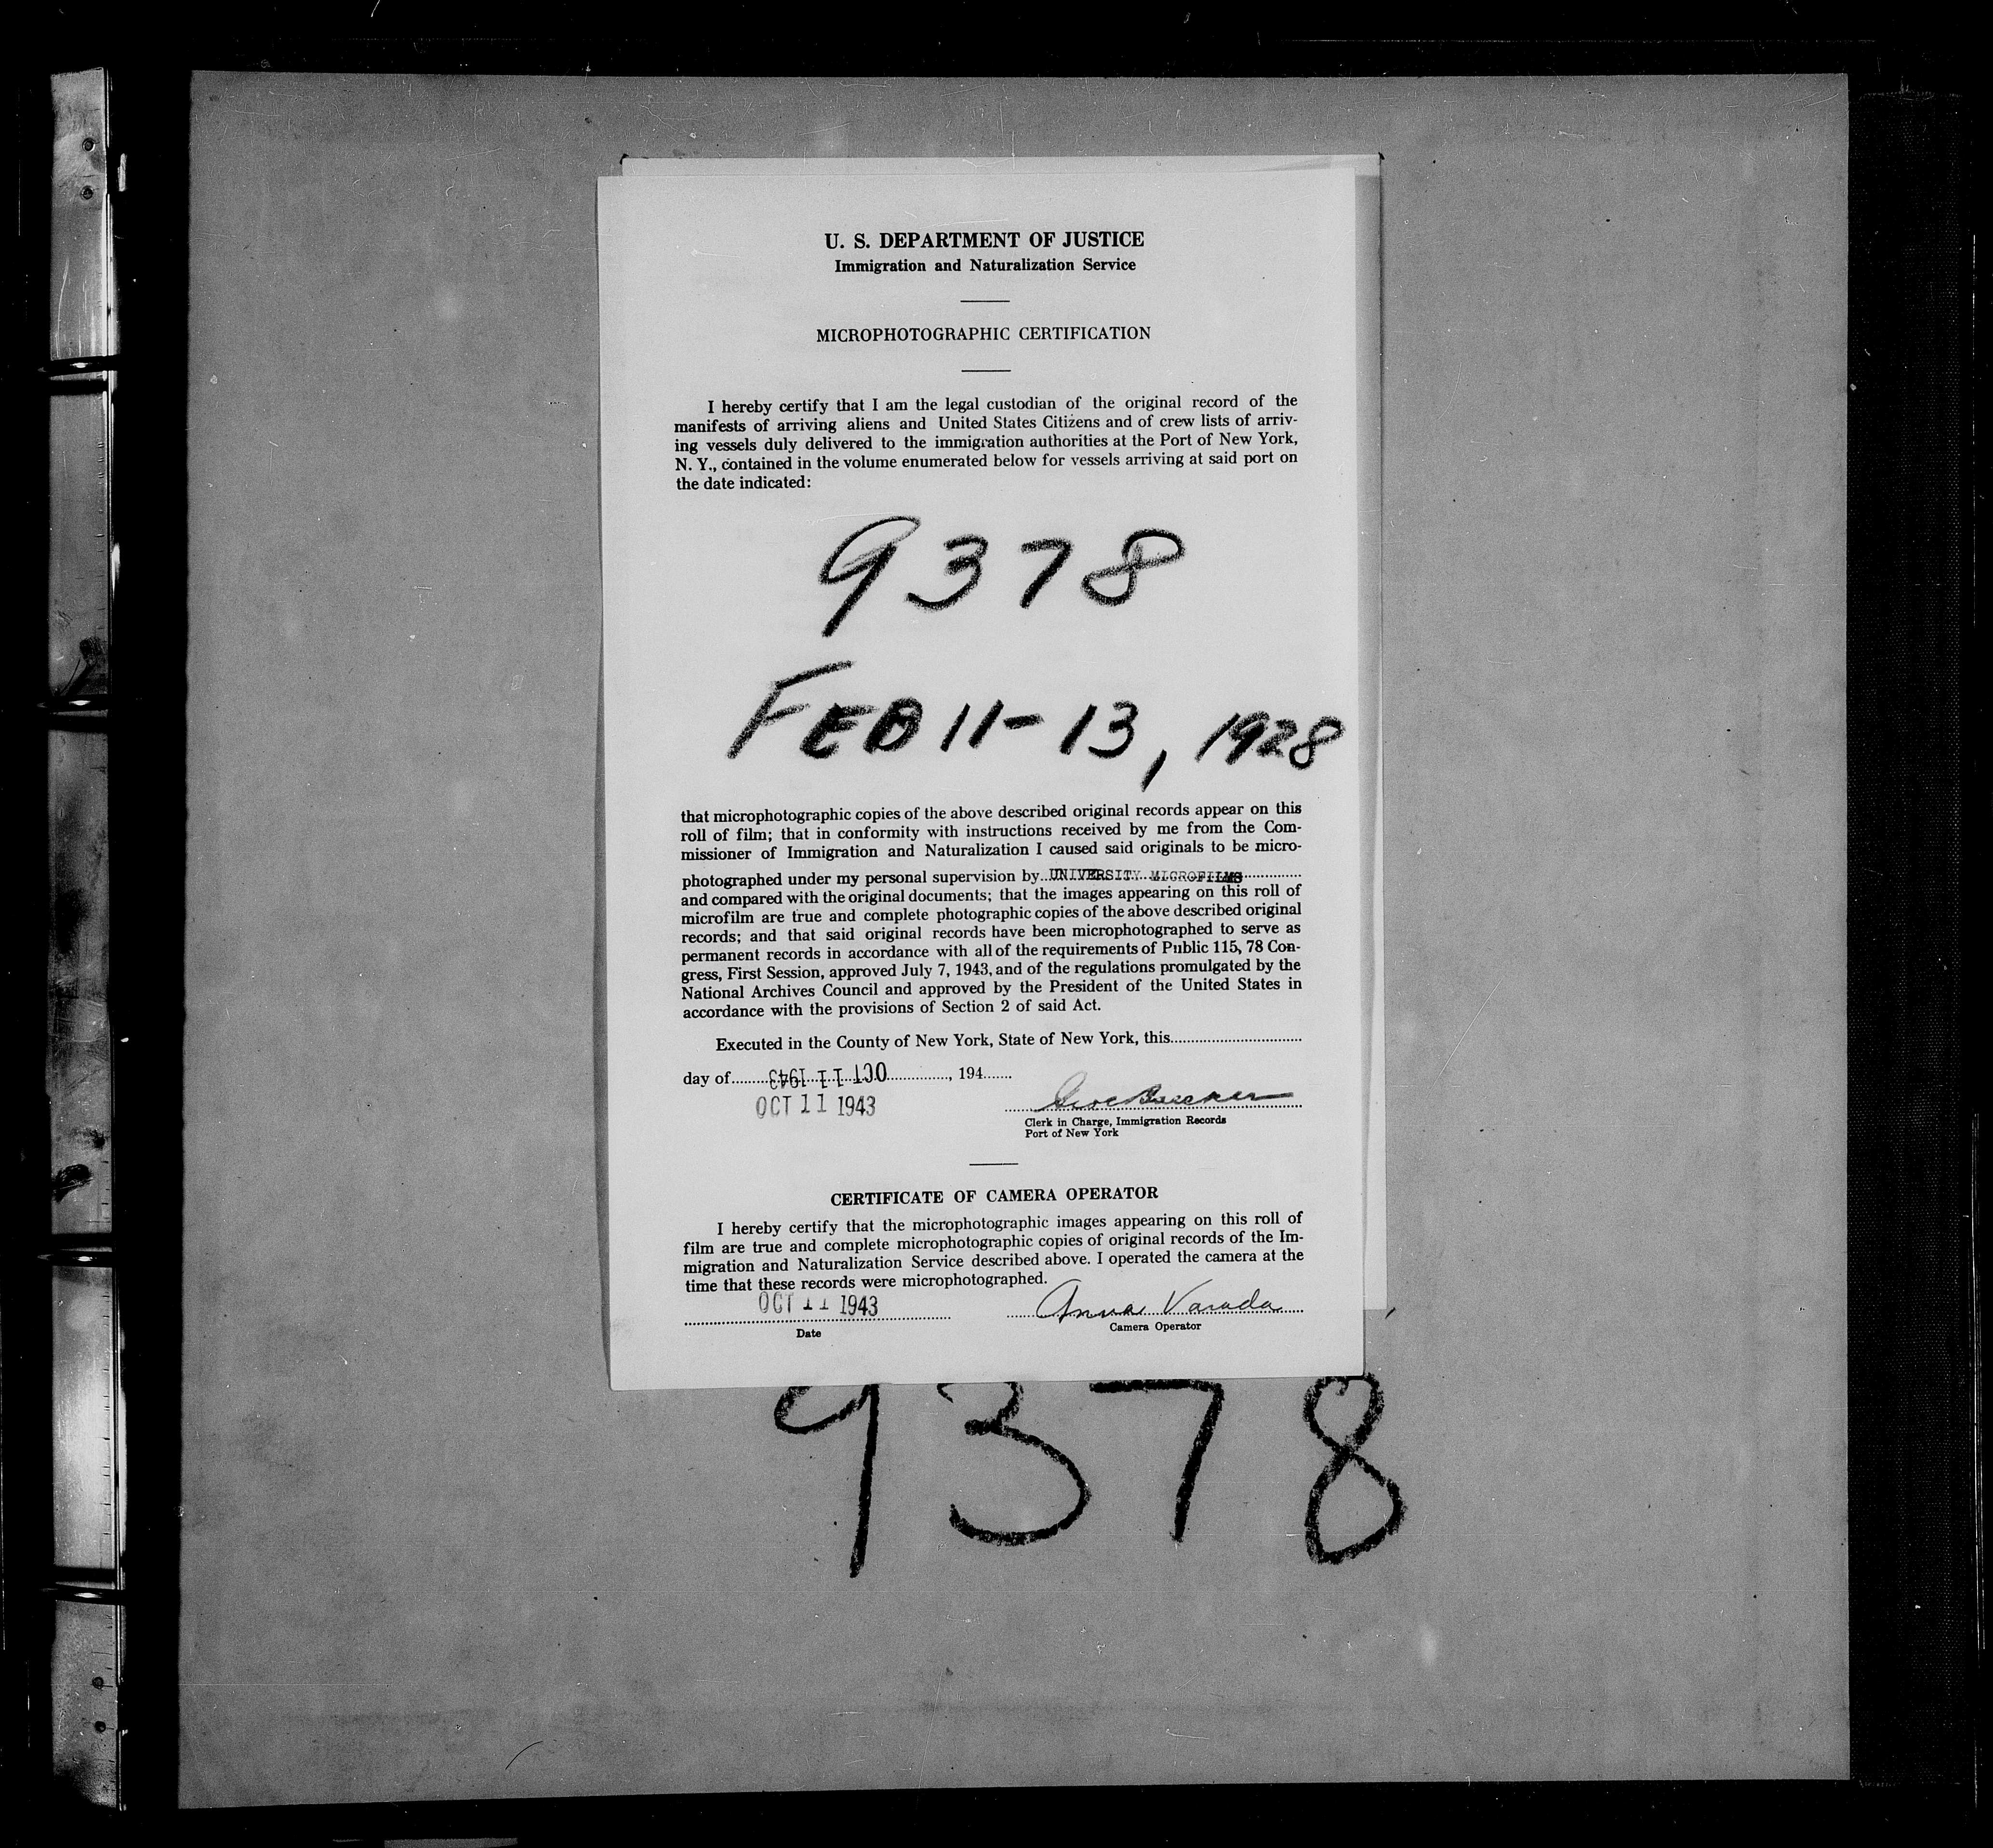 U. S. DEPARTMENT OF JUSTICE
Immigration and Naturalization Service
MICROPHOTOGRAPHIC CERTIFICATION
I hereby certify that I am the legal custodian of the original record of the
manifests of arriving aliens and United States Citizens and of crew lists of arriv-
ing vessels duly delivered to the immigration authorities at the Port of New York,
N. Y., contained in the volume enumerated below for vessels arriving at said port on
the date indicated:
9378
FEB 11-13, 1928
that microphotographic copies of the above described original records appear on this
roll of film; that in conformity with instructions received by me from the Com-
missioner of Immigration and Naturalization I caused said originals to be micro-
photographed under my personal supervision by UNIVERSITY MICROFILMS
and compared with the original documents; that the images appearing on this roll of
microfilm are true and complete photographic copies of the above described original
records; and that said original records have been microphotographed to serve as
permanent records in accordance with all of the requirements of Public 115, 78 Con-
gress, First Session, approved July 7, 1943, and of the regulations promulgated by the
National Archives Council and approved by the President of the United States in
accordance with the provisions of Section 2 of said Act.
Executed in the County of New York, State of New York, this
day of OCT 11 1943, 194
OCT 11 1943
Clerk in Charge, Immigration Records
Port of New York
CERTIFICATE OF CAMERA OPERATOR
I hereby certify that the microphotographic images appearing on this roll of
film are true and complete microphotographic copies of original records of the Im-
migration and Naturalization Service described above. I operated the camera at the
time that these records were microphotographed.
OCT 11 1943 Anna Varada
Date Camera Operator
9378